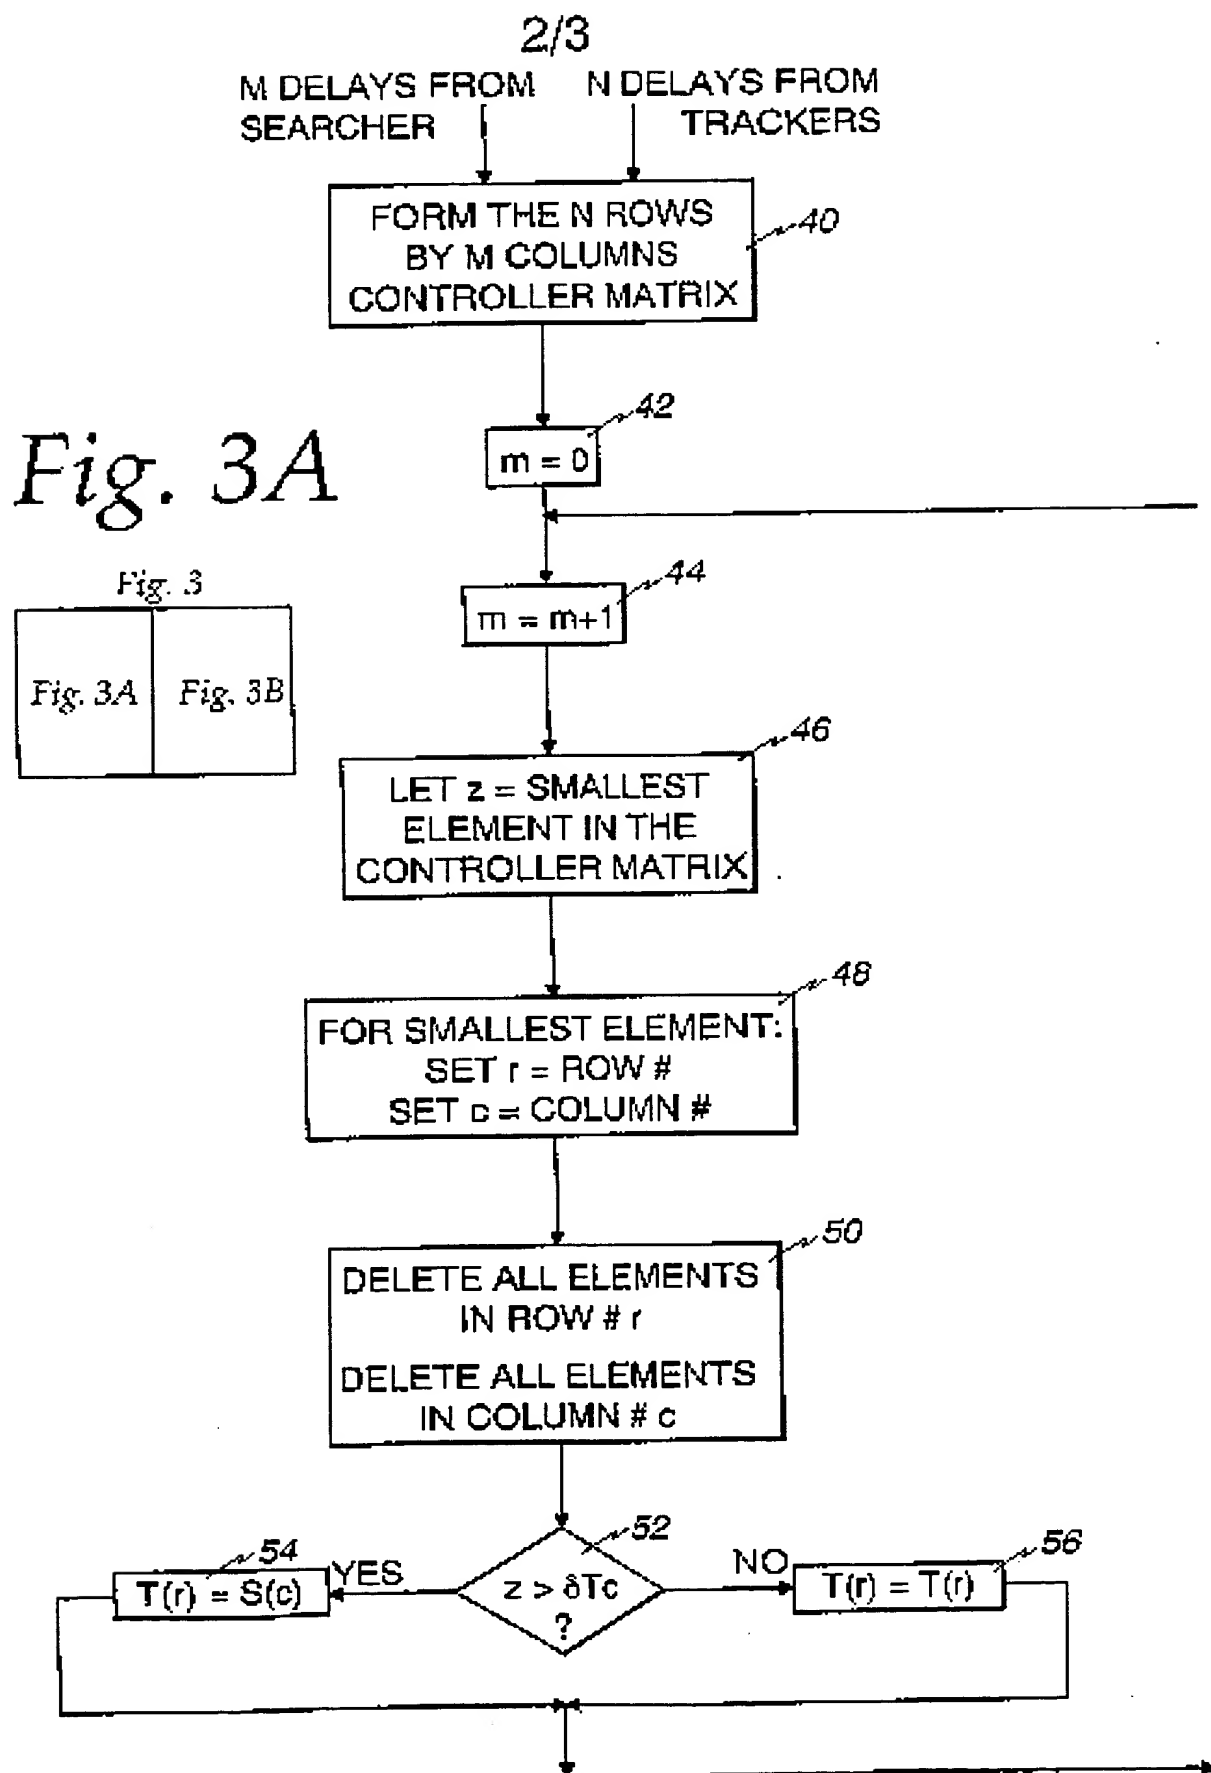 2/3
M DELAYS FROM
SEARCHER
N DELAYS FROM
TRACKERS
FORM THE N ROWS
BY M COLUMNS
CONTROLLER MATRIX
40
42
m = 0
Fig. 3A
44
m = m+1
Fig. 3
Fig. 3A
Fig. 3B
46
LET z = SMALLEST
ELEMENT IN THE
CONTROLLER MATRIX
48
FOR SMALLEST ELEMENT:
SET r = ROW #
SET c = COLUMN #
50
DELETE ALL ELEMENTS
IN ROW # r
DELETE ALL ELEMENTS
IN COLUMN # c
52
54
YES
T(r) = S(c)
z > δTc
?
NO
56
T(r) = T(r)